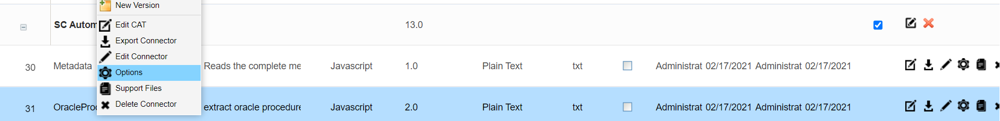 New Version
SC Autom 13.0
Edit CAT
Export Connector
Edit Connector
30 Metadata Reads the complete me Javascript 1.0 Plain Text txt Administrat 02/17/2021 Administrat 02/17/2021
Options
Support Files
Delete Connector
31 OraclePro extract oracle procedure Javascript 2.0 Plain Text txt Administrat 02/17/2021 Administrat 02/17/2021